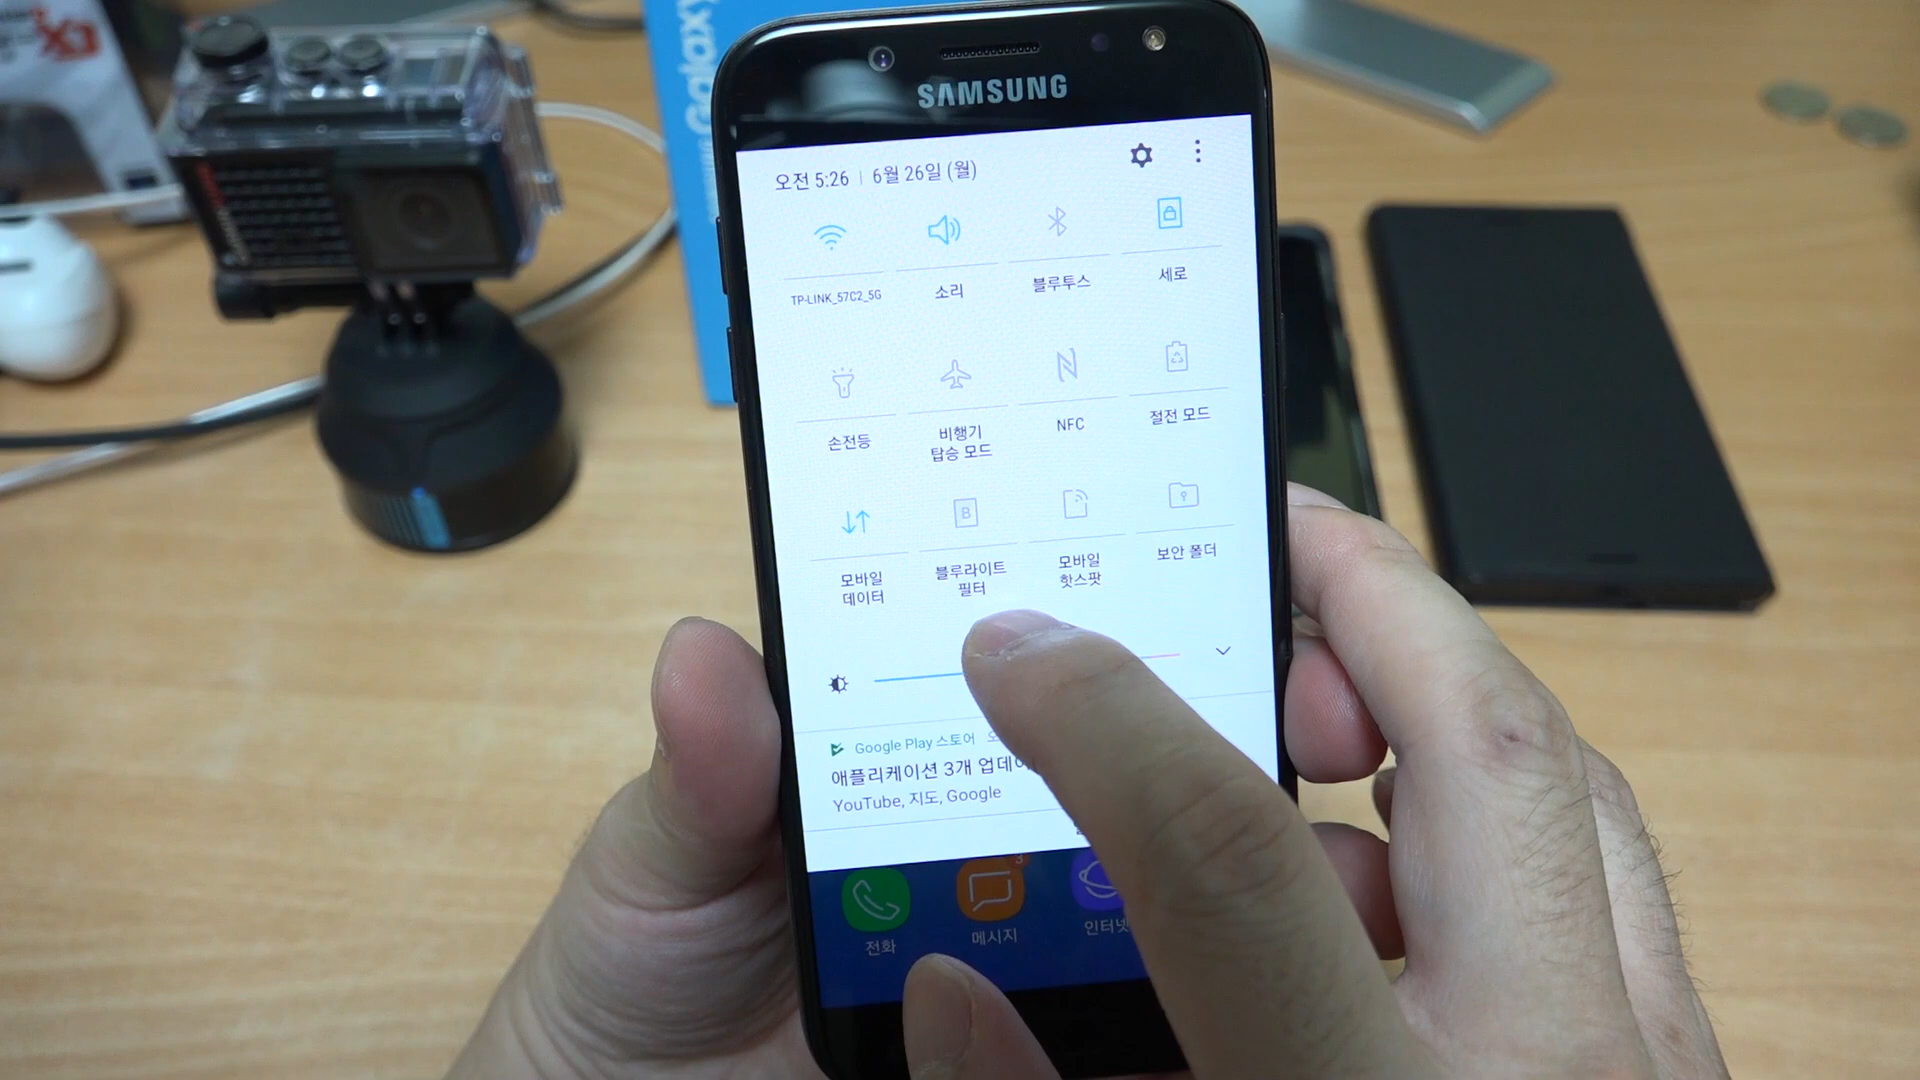 Galaxy
SAMSUNG
오전 5:26 | 6월 26일 (월)
TP-LINK_57C2_5G
소리
블루투스
세로
손전등
비행기
탑승 모드
NFC
절전 모드
B
모바일
데이터
블루라이트
필터
모바일
핫스팟
보안 폴더
Google Play 스토어
애플리케이션 3개
YouTube, 지도, Google
3
전화
메시지
인터넷